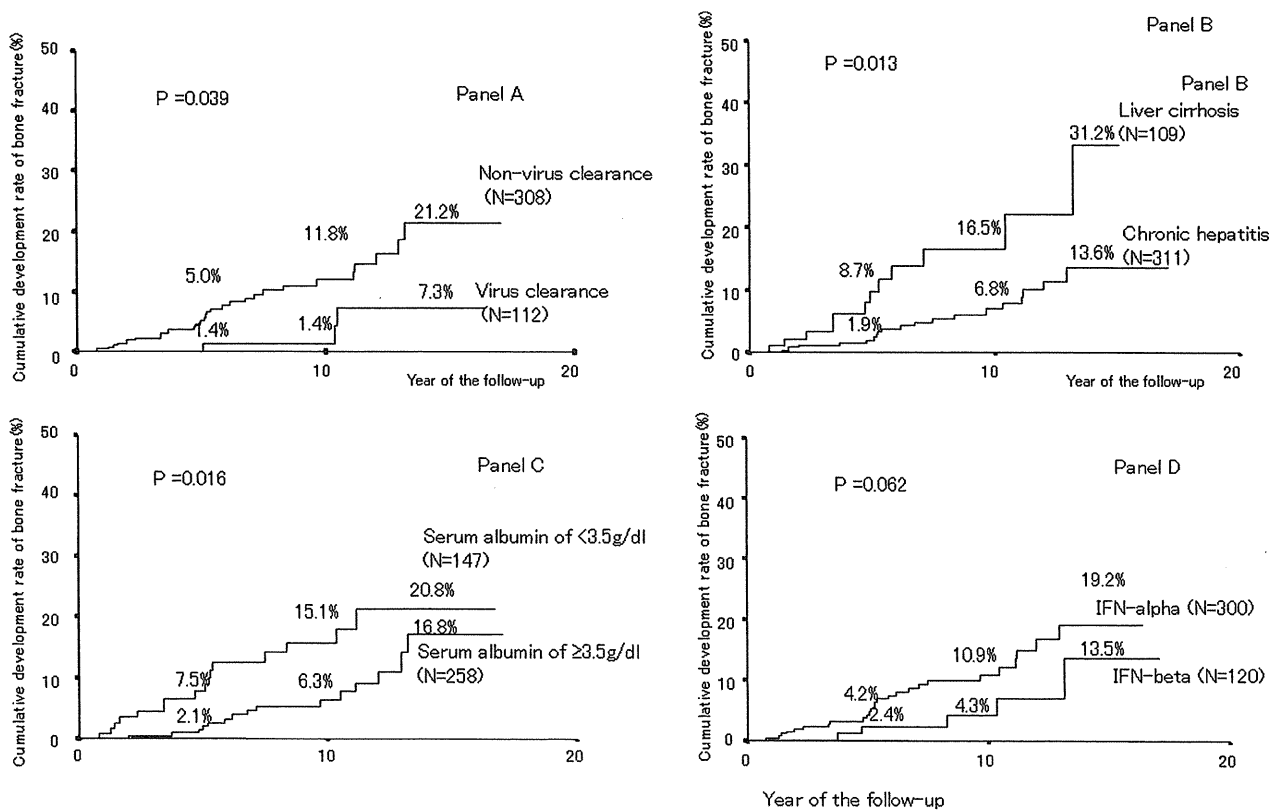 Cumulative development rate of bone fracture(%)
50
40
30
20
10
0
P =0.039
Panel A
Non-virus clearance
(N=308)
21.2%
11.8%
5.0%
7.3%
Virus clearance
(N=112)
1.4%
1.4%
0
10
20
Year of the follow-up
Cumulative development rate of bone fracture(%)
50
40
30
20
10
0
Panel B
P =0.013
Panel B
Liver cirrhosis
31.2%
(N=109)
16.5%
8.7%
Chronic hepatitis
13.6%
(N=311)
6.8%
1.9%
0
10
20
Year of the follow-up
Cumulative development rate of bone fracture(%)
50
40
30
20
10
0
P =0.016
Panel C
Serum albumin of <3.5g/dl
(N=147)
20.8%
15.1%
7.5%
16.8%
Serum albumin of ≥3.5g/dl
(N=258)
6.3%
2.1%
0
10
20
Cumulative development rate of bone fracture(%)
50
40
30
20
10
0
P =0.062
Panel D
19.2%
IFN-alpha (N=300)
10.9%
4.2%
13.5%
IFN-beta (N=120)
4.3%
2.4%
0
10
20
Year of the follow-up